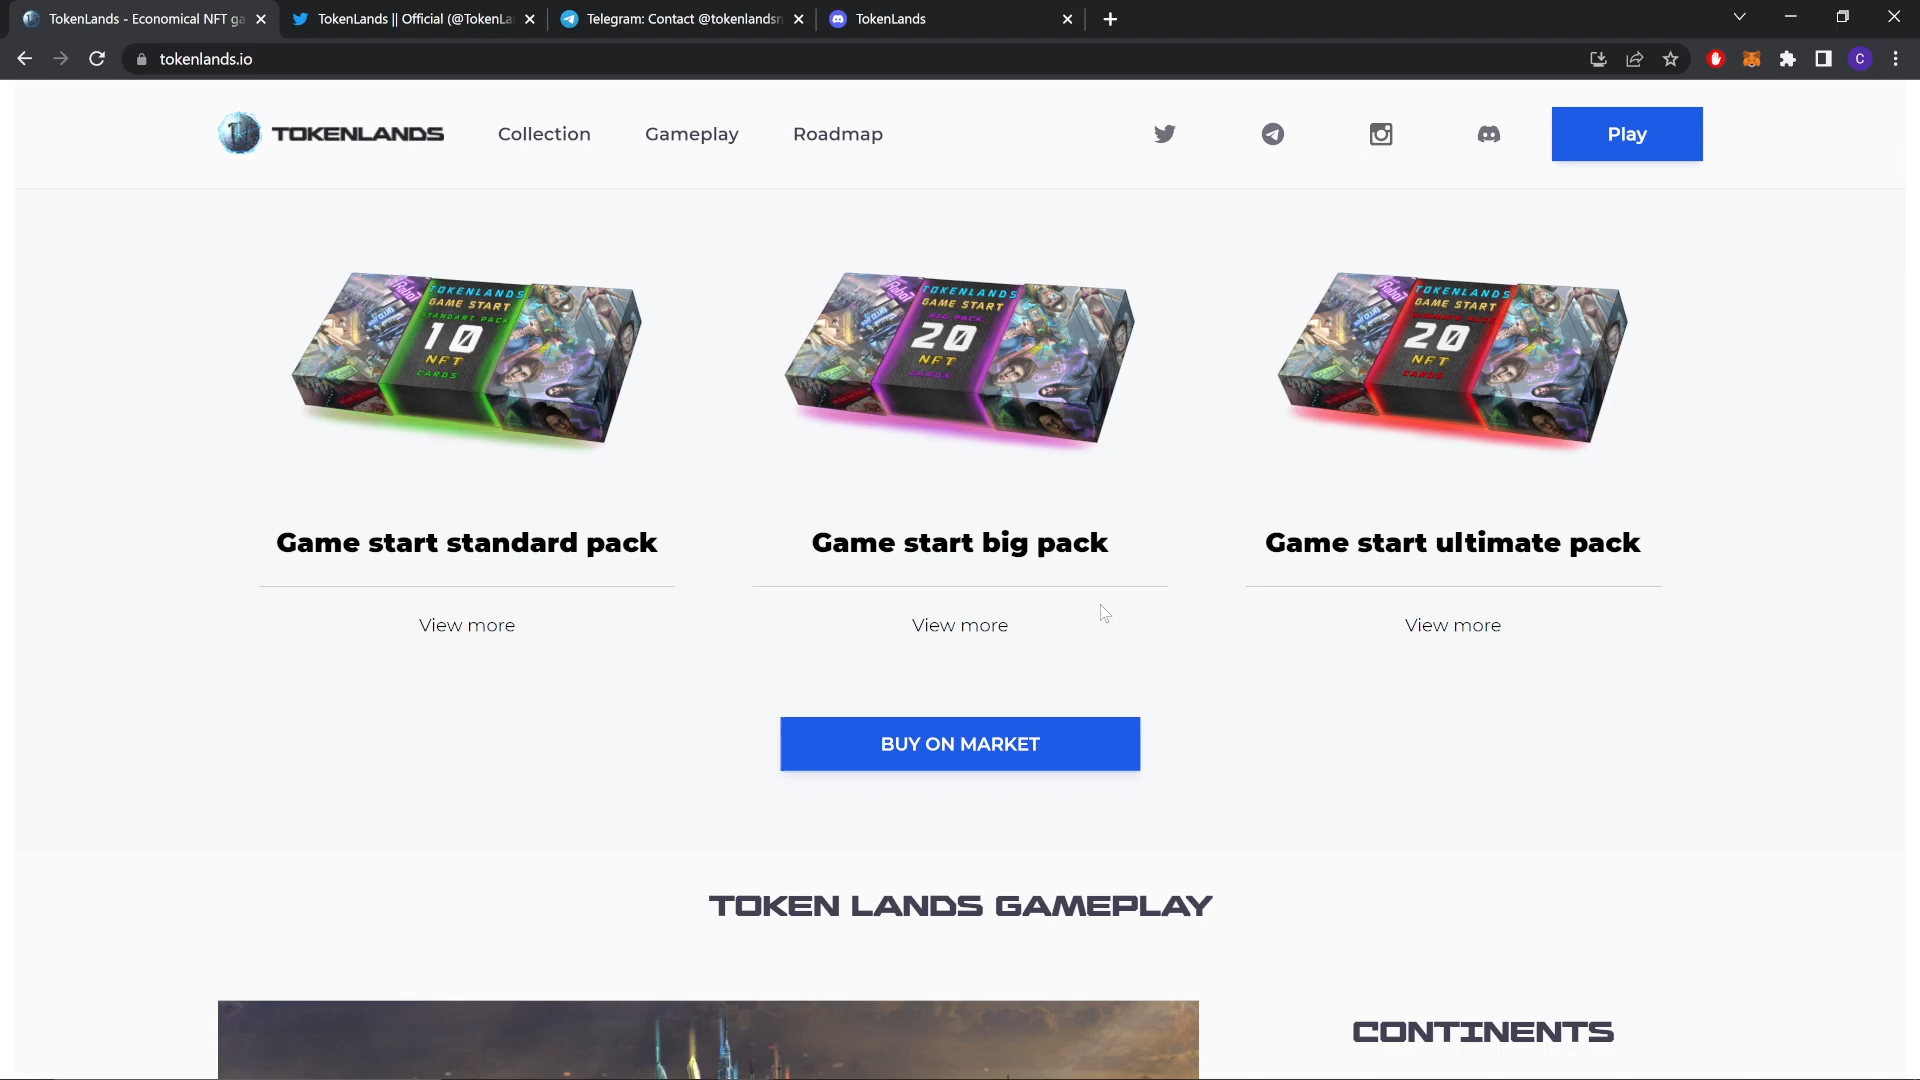 TokenLands - Economical NFT ga
TokenLands || Official (@TokenLa
Telegram: Contact @tokenlandsn
TokenLands
tokenlands.io
C
TOKENLANDS
Collection
Gameplay
Roadmap
Play
TOKENLANDS
GAME START
STANDART PACK
10
NFT
CARDS
TOKENLANDS
GAME START
BIG PACK
20
NFT
CARDS
TOKENLANDS
GAME START
ULTIMATE PACK
20
NFT
CARDS
Game start standard pack
Game start big pack
Game start ultimate pack
View more
View more
View more
BUY ON MARKET
TOKEN LANDS GAMEPLAY
CONTINENTS